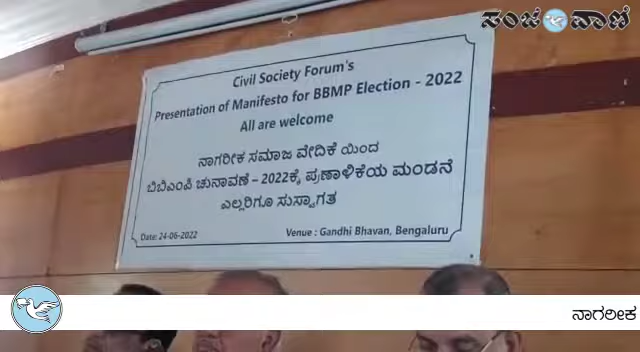 ಸಂಜೆ ವಾಣಿ
Civil Society Forum's
Presentation of Manifesto for BBMP Election - 2022
All are welcome
ನಾಗರೀಕ ಸಮಾಜ ವೇದಿಕೆ ಯಿಂದ
ಬಿಬಿಎಂಪಿ ಚುನಾವಣೆ - 2022ಕ್ಕೆ ಪ್ರಣಾಳಿಕೆಯ ಮಂಡನೆ
ಎಲ್ಲರಿಗೂ ಸುಸ್ವಾಗತ
Date: 24-06-2022 Venue : Gandhi Bhavan, Bengaluru
ನಾಗರೀಕ